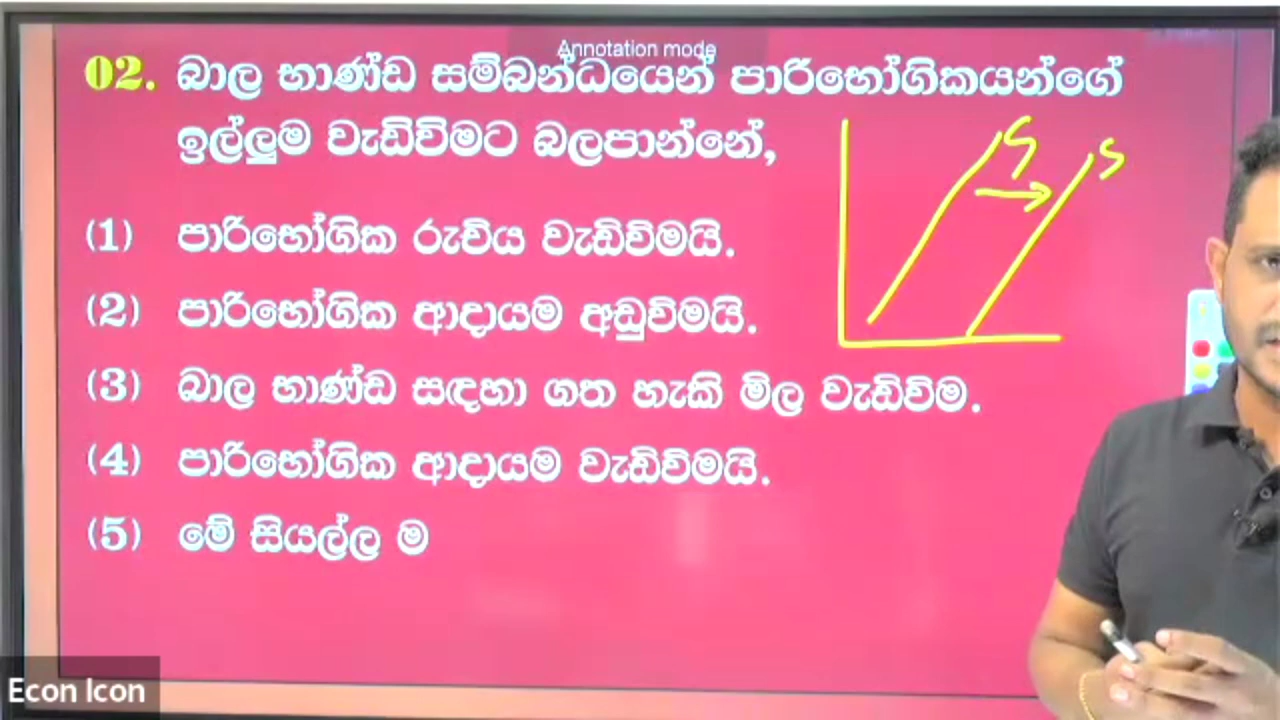 Annotation mode
02. බාල භාණ්ඩ සම්බන්ධයෙන් පාරිභෝගිකයන්ගේ
ඉල්ලුම වැඩිවිමට බලපාන්නේ,
(1) පාරිභෝගික රුචිය වැඩිවිමයි.
(2) පාරිභෝගික ආදායම අඩුවිමයි.
(3) බාල භාණ්ඩ සඳහා ගත හැකි මිල වැඩිවිම.
(4) පාරිභෝගික ආදායම වැඩිවිමයි.
(5) මේ සියල්ල ම
S
S
Econ Icon